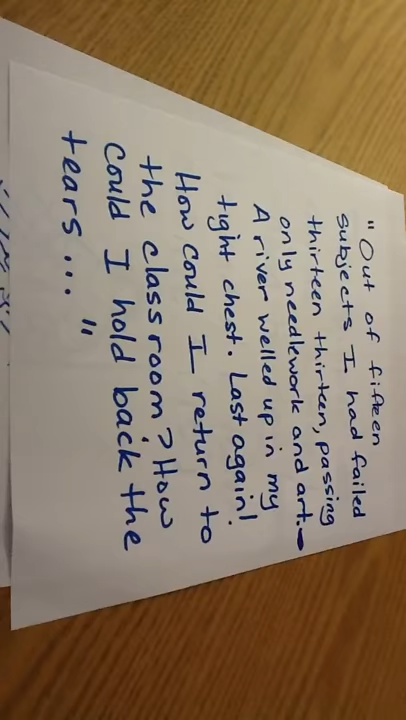 "Out of fifteen
subjects I had failed
thirteen thirteen, passing
only needlework and art.
A river welled up in my
tight chest. Last again!
How could I return to
the classroom? How
could I hold back the
tears... "